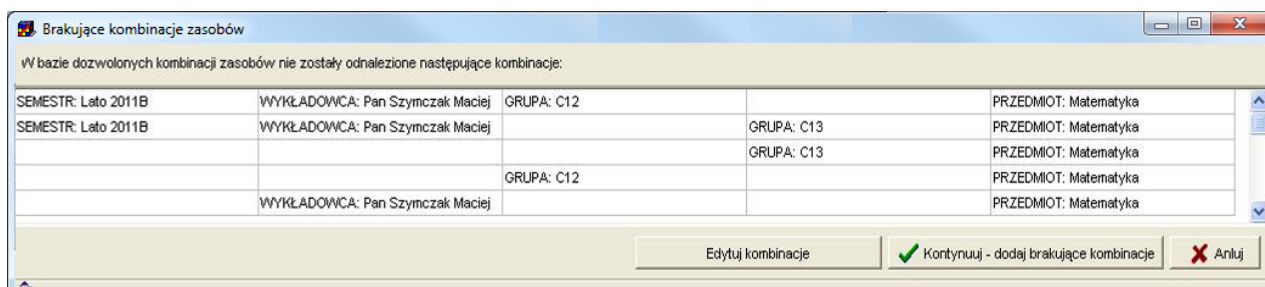 Brakujące kombinacje zasobów
W bazie dozwolonych kombinacji zasobów nie zostały odnalezione następujące kombinacje:
SEMESTR: Lato 2011B WYKŁADOWCA: Pan Szymczak Maciej GRUPA: C12 PRZEDMIOT: Matematyka
SEMESTR: Lato 2011B WYKŁADOWCA: Pan Szymczak Maciej GRUPA: C13 PRZEDMIOT: Matematyka
GRUPA: C13 PRZEDMIOT: Matematyka
GRUPA: C12 PRZEDMIOT: Matematyka
WYKŁADOWCA: Pan Szymczak Maciej PRZEDMIOT: Matematyka
Edytuj kombinacje Kontynuuj - dodaj brakujące kombinacje Anluj